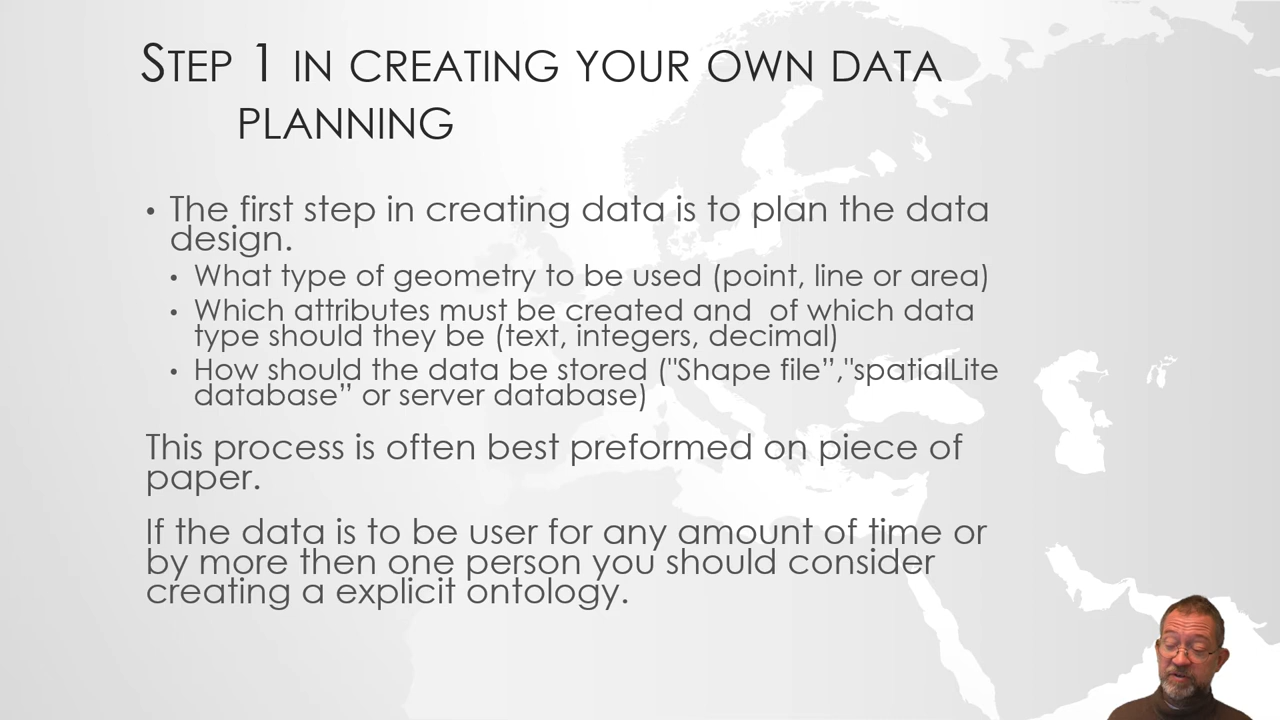 STEP 1 IN CREATING YOUR OWN DATA
PLANNING
• The first step in creating data is to plan the data
design.
• What type of geometry to be used (point, line or area)
• Which attributes must be created and  of which data
type should they be (text, integers, decimal)
• How should the data be stored ("Shape file”,"spatialLite
database” or server database)
This process is often best preformed on piece of
paper.
If the data is to be user for any amount of time or
by more then one person you should consider
creating a explicit ontology.